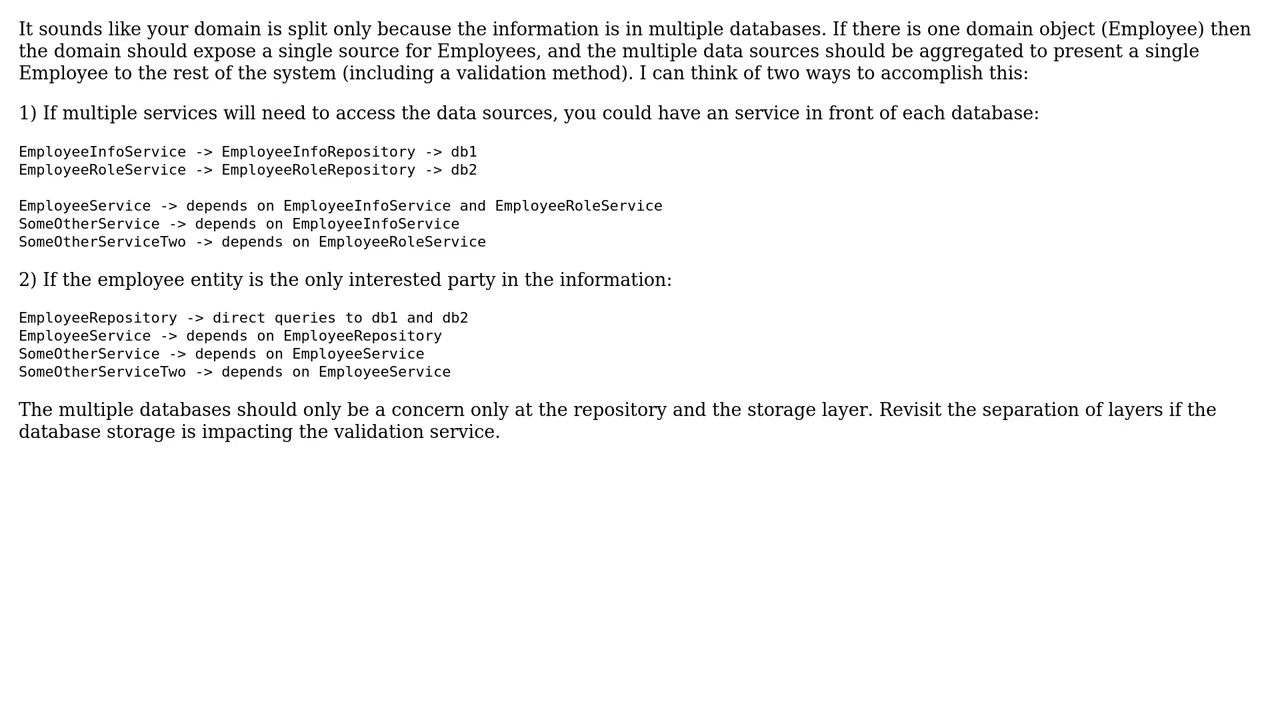 It sounds like your domain is split only because the information is in multiple databases. If there is one domain object (Employee) then
the domain should expose a single source for Employees, and the multiple data sources should be aggregated to present a single
Employee to the rest of the system (including a validation method). I can think of two ways to accomplish this:
1) If multiple services will need to access the data sources, you could have an service in front of each database:
EmployeeInfoService -> EmployeeInfoRepository -> db1
EmployeeRoleService -> EmployeeRoleRepository -> db2
EmployeeService -> depends on EmployeeInfoService and EmployeeRoleService
SomeOtherService -> depends on EmployeeInfoService
SomeOtherServiceTwo -> depends on EmployeeRoleService
2) If the employee entity is the only interested party in the information:
EmployeeRepository -> direct queries to db1 and db2
EmployeeService -> depends on EmployeeRepository
SomeOtherService -> depends on EmployeeService
SomeOtherServiceTwo -> depends on EmployeeService
The multiple databases should only be a concern only at the repository and the storage layer. Revisit the separation of layers if the
database storage is impacting the validation service.